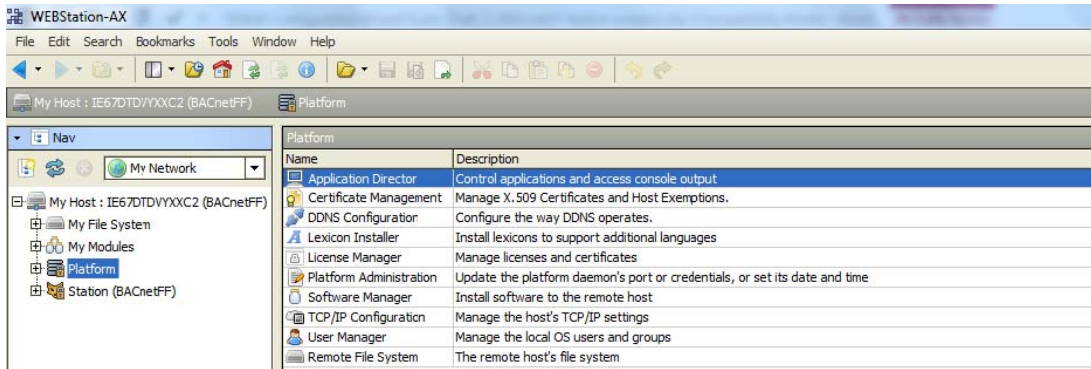 WEBStation-AX
File Edit Search Bookmarks Tools Window Help
My Host : IE67DTDVYXXC2 (BACnetFF) Platform
Nav
My Network
My Host : IE67DTDVYXXC2 (BACnetFF)
My File System
My Modules
Platform
Station (BACnetFF)
Platform
Name Description
Application Director Control applications and access console output
Certificate Management Manage X.509 Certificates and Host Exemptions.
DDNS Configuration Configure the way DDNS operates.
Lexicon Installer Install lexicons to support additional languages
License Manager Manage licenses and certificates
Platform Administration Update the platform daemon's port or credentials, or set its date and time
Software Manager Install software to the remote host
TCP/IP Configuration Manage the host's TCP/IP settings
User Manager Manage the local OS users and groups
Remote File System The remote host's file system